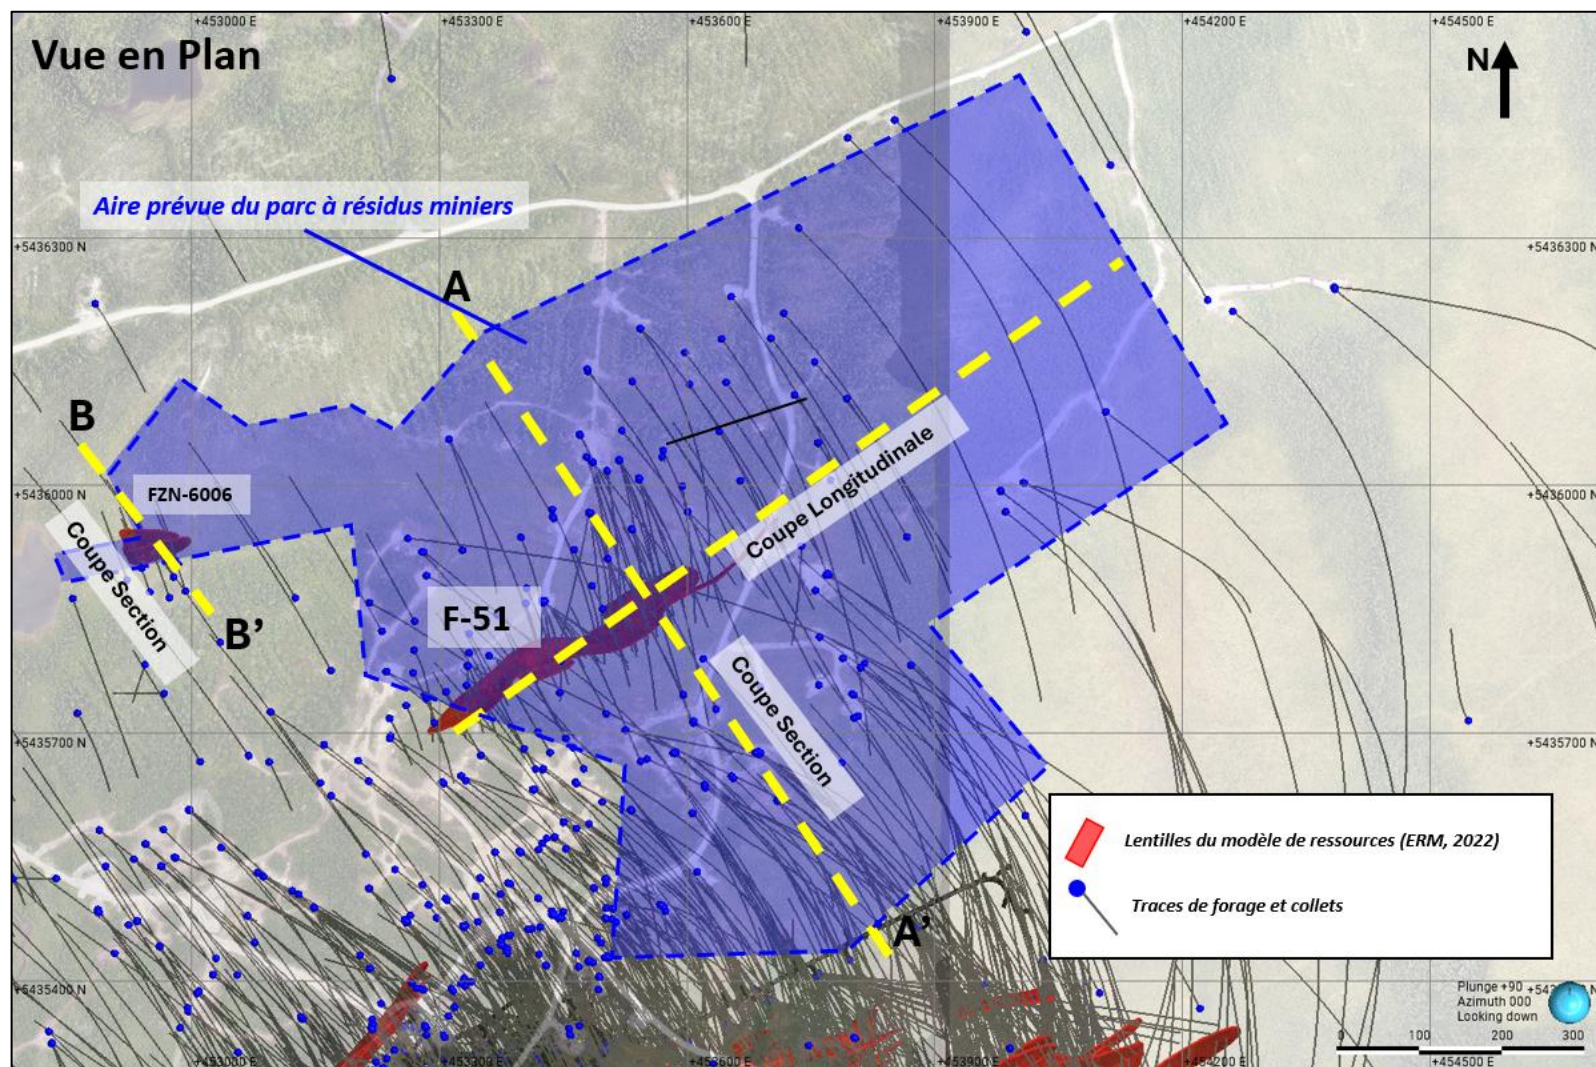 +453000 E
+453300 E
+453600 E
+453900 E
+454200 E
+454500 E
Vue en Plan
N
Aire prévue du parc à résidus miniers
+5436300 N
+5436300 N
A
B
FZN-6006
+5436000 N
+5436000 N
Coupe Longitudinale
Coupe Section
B’
F-51
Coupe Section
+5435700 N
+5435700 N
Lentilles du modèle de ressources (ERM, 2022)
Traces de forage et collets
A’
+5435400 N
Plunge +90
Azimuth 000
Looking down
0 100 200 300
+453000 E
+453300 E
+453600 E
+453900 E
+454200 E
+454500 E